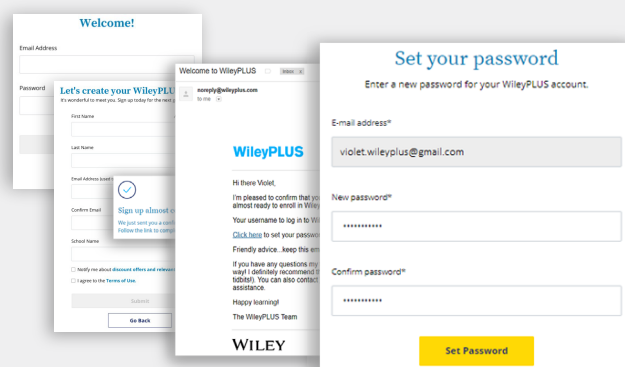 Welcome!
Email Address
Password
Let's create your WileyPLUS
It's wonderful to meet you. Sign up today for the next
First Name
Last Name
Email Address (used
Confirm Email
School Name
Notify me about discount offers and relevant
I agree to the Terms of Use.
Submit
Go Back
Sign up almost
We just sent you a
Follow the link to
Welcome to WileyPLUS
Inbox x
noreply@wileyplus.com
to me
WileyPLUS
Hi there Violet,
I'm pleased to confirm that
almost ready to enroll in
Your username to log in to
Click here to set your
Friendly advice...keep this
If you have any questions my
way! I definitely recommend
tidbits!). You can also contact
assistance.
Happy learning!
The WileyPLUS Team
WILEY
Set your password
Enter a new password for your WileyPLUS account.
E-mail address*
violet.wileyplus@gmail.com
New password*
***********
Confirm password*
***********
Set Password